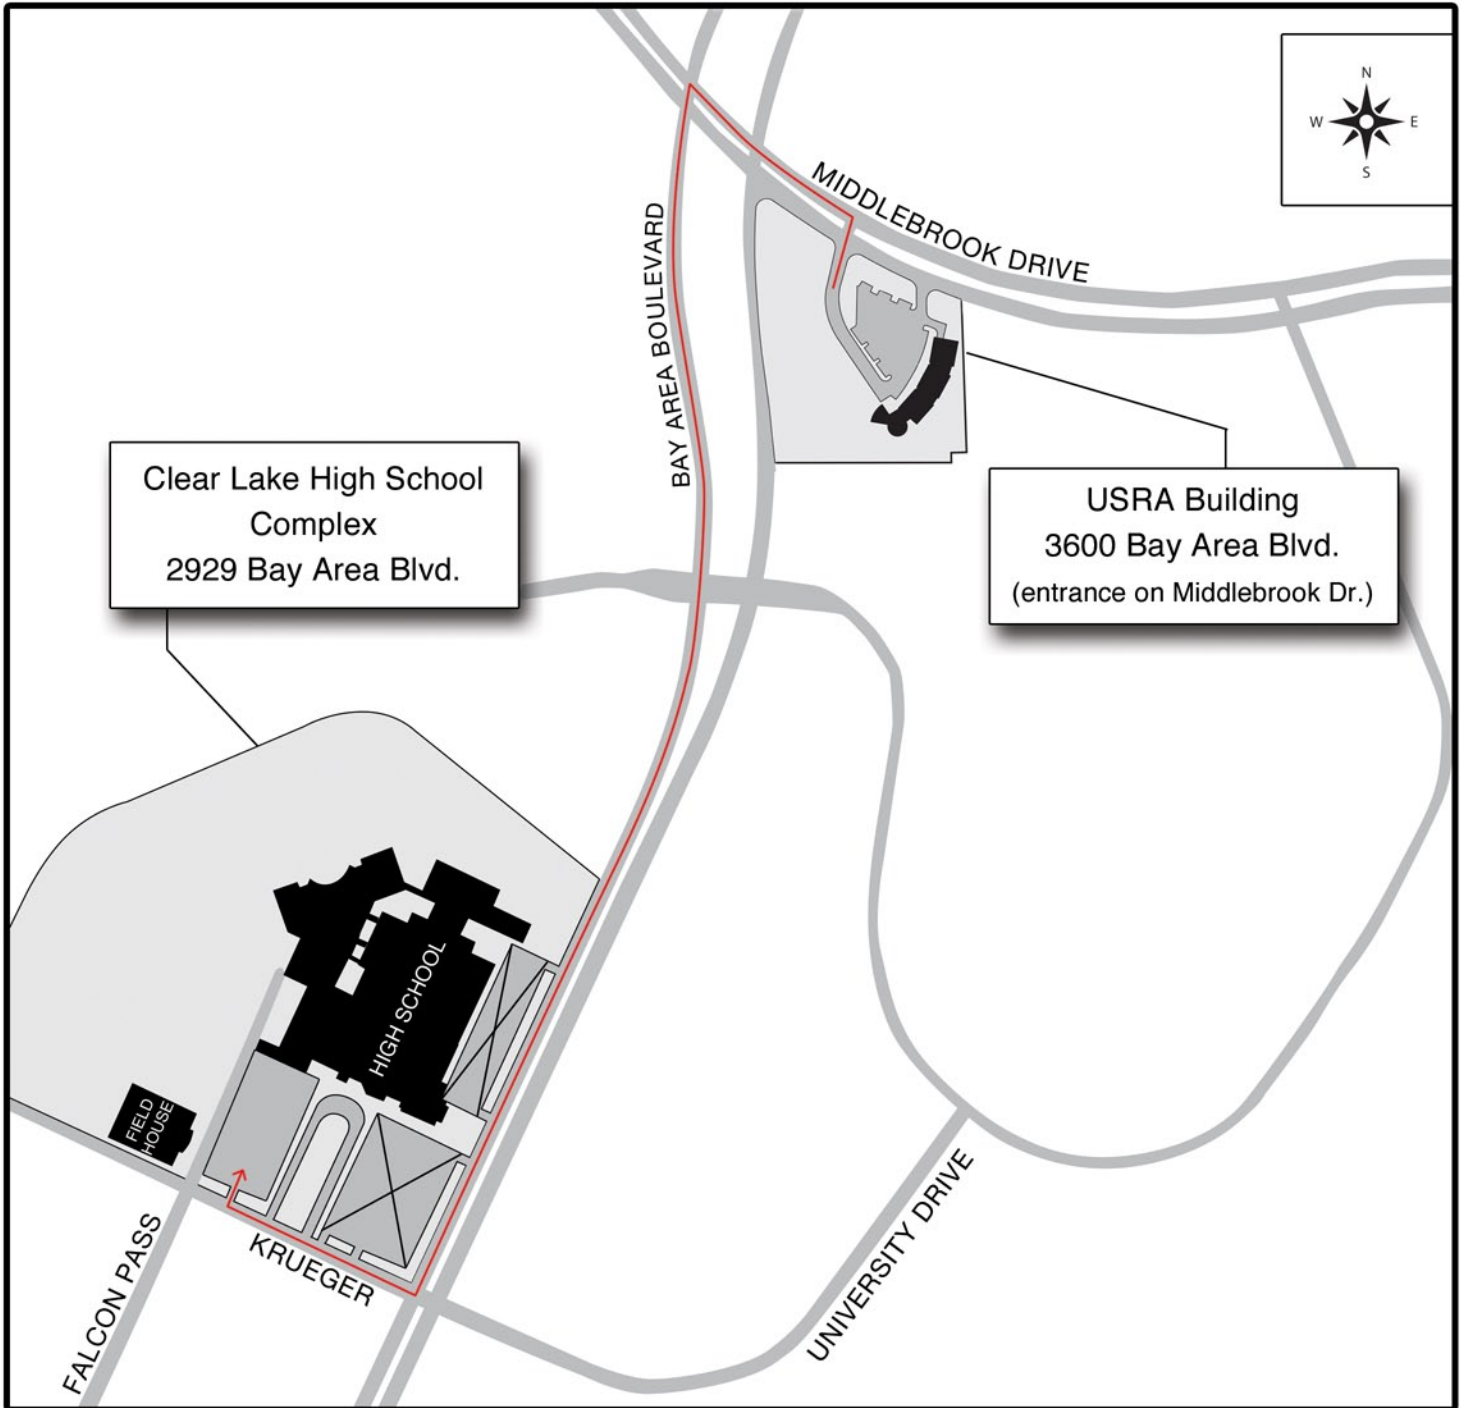 N
W
E
S
MIDDLEBROOK DRIVE
BAY AREA BOULEVARD
Clear Lake High School
Complex
2929 Bay Area Blvd.
USRA Building
3600 Bay Area Blvd.
(entrance on Middlebrook Dr.)
HIGH SCHOOL
FIELD
HOUSE
KRUEGER
FALCON PASS
UNIVERSITY DRIVE